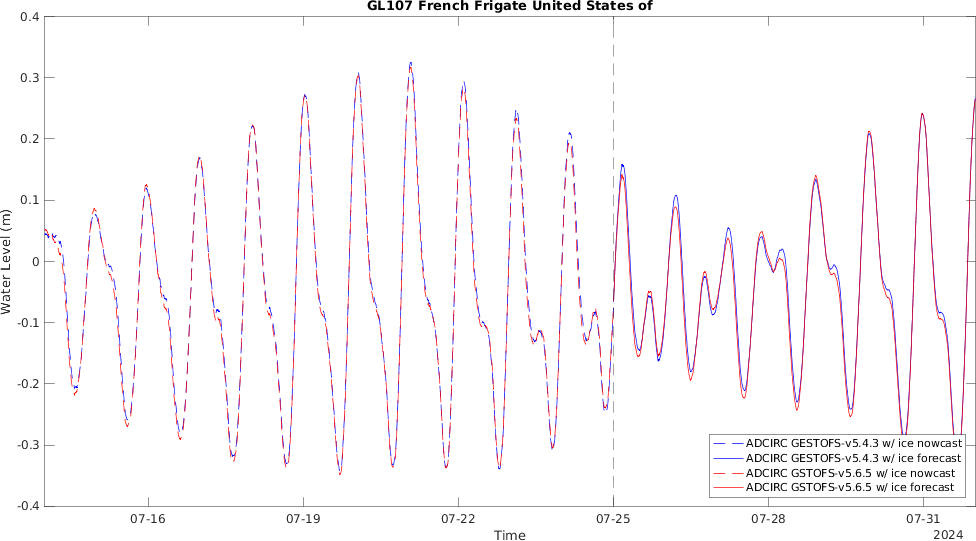 GL107 French Frigate United States of
0.4
0.3
0.2
0.1
0
-0.1
-0.2
-0.3
-0.4
Water Level (m)
07-16
07-19
07-22
07-25
07-28
07-31
Time
2024
ADCIRC GESTOFS-v5.4.3 w/ ice nowcast
ADCIRC GESTOFS-v5.4.3 w/ ice forecast
ADCIRC GSTOFS-v5.6.5 w/ ice nowcast
ADCIRC GSTOFS-v5.6.5 w/ ice forecast